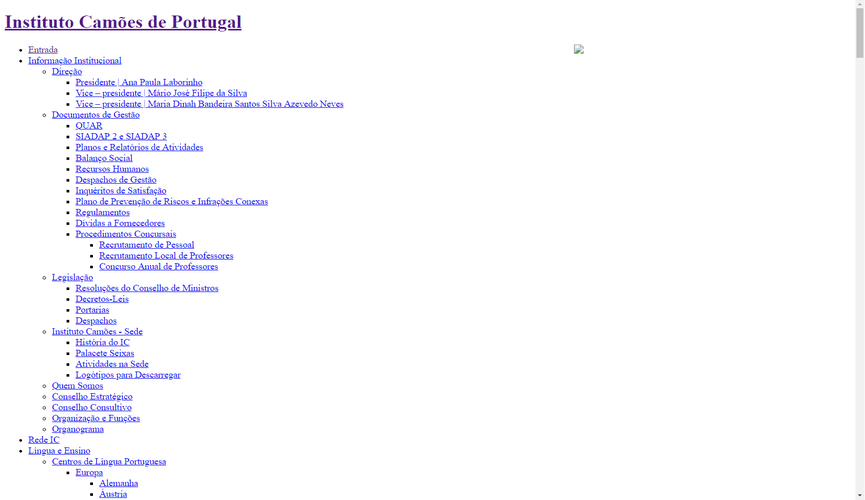 Instituto Camões de Portugal
Entrada
Informação Institucional
Direção
Presidente | Ana Paula Laborinho
Vice – presidente | Mário José Filipe da Silva
Vice – presidente | Maria Dinah Bandeira Santos Silva Azevedo Neves
Documentos de Gestão
QUAR
SIADAP 2 e SIADAP 3
Planos e Relatórios de Atividades
Balanço Social
Recursos Humanos
Despachos de Gestão
Inquéritos de Satisfação
Plano de Prevenção de Riscos e Infrações Conexas
Regulamentos
Dívidas a Fornecedores
Procedimentos Concursais
Recrutamento de Pessoal
Recrutamento Local de Professores
Concurso Anual de Professores
Legislação
Resoluções do Conselho de Ministros
Decretos-Leis
Portarias
Despachos
Instituto Camões - Sede
História do IC
Palacete Seixas
Atividades na Sede
Logótipos para Descarregar
Quem Somos
Conselho Estratégico
Conselho Consultivo
Organização e Funções
Organograma
Rede IC
Língua e Ensino
Centros de Língua Portuguesa
Europa
Alemanha
Áustria